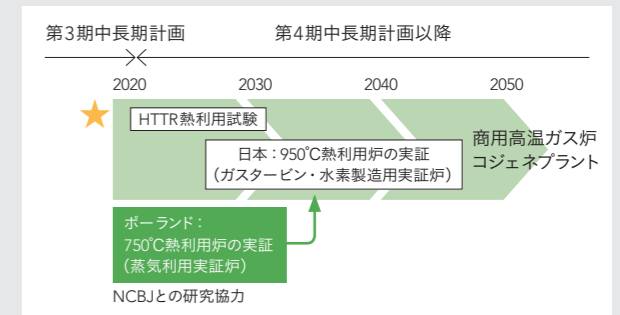 第3期中長期計画
第4期中長期計画以降
2020
2030
2040
2050
HTTR熱利用試験
日本：950℃熱利用炉の実証
（ガスタービン・水素製造用実証炉）
商用高温ガス炉
コジェネプラント
ポーランド：
750℃熱利用炉の実証
（蒸気利用実証炉）
NCBJとの研究協力